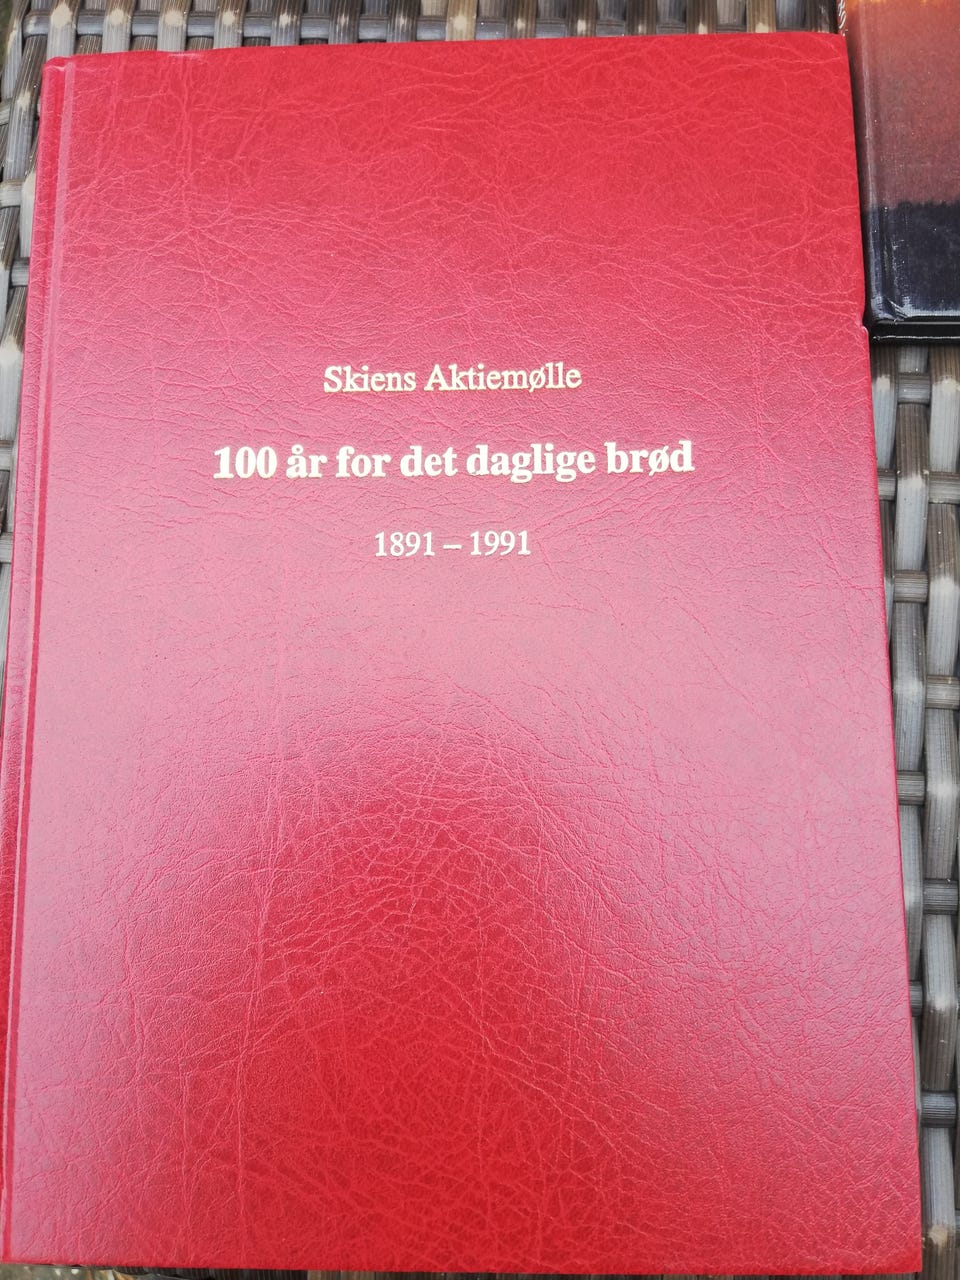 Skiens Aktiemølle
100 år for det daglige brød
1891 – 1991